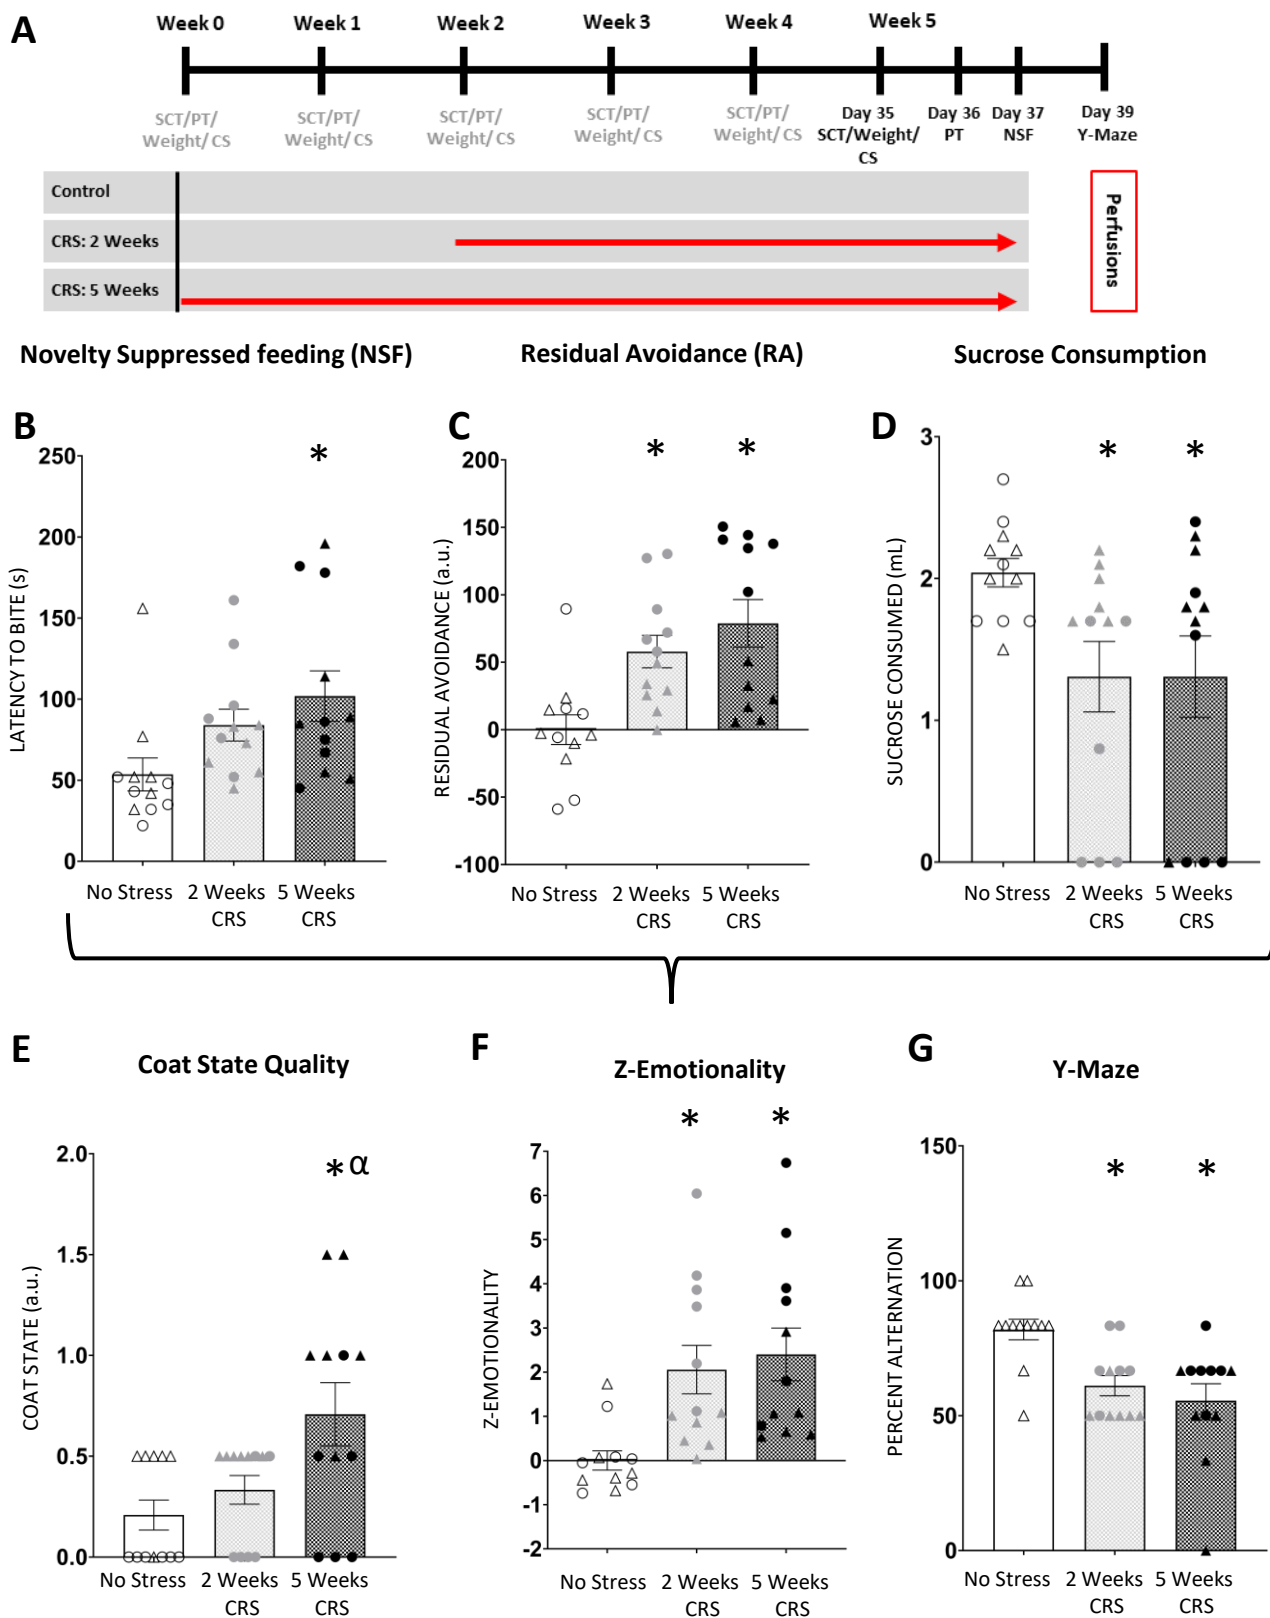 A
Week 0 Week 1 Week 2 Week 3 Week 4 Week 5
SCT/PT/ SCT/PT/ SCT/PT/ SCT/PT/ SCT/PT/ Day 35 Day 36 Day 37 Day 39
Weight/ CS Weight/ CS Weight/ CS Weight/ CS Weight/ CS SCT/Weight/ PT NSF Y-Maze
CS
Control
CRS: 2 Weeks
CRS: 5 Weeks
Perfusions
Novelty Suppressed feeding (NSF) Residual Avoidance (RA) Sucrose Consumption
B
*
LATENCY TO BITE (s)
250
200
150
100
50
0
No Stress 2 Weeks 5 Weeks
CRS CRS
C
* *
RESIDUAL AVOIDANCE (a.u.)
200
150
100
50
0
-50
-100
No Stress 2 Weeks 5 Weeks
CRS CRS
D
* *
SUCROSE CONSUMED (mL)
3
2
1
0
No Stress 2 Weeks 5 Weeks
CRS CRS
E
Coat State Quality
* α
COAT STATE (a.u.)
2.0
1.5
1.0
0.5
0.0
No Stress 2 Weeks 5 Weeks
CRS CRS
F
Z-Emotionality
* *
Z-EMOTIONALITY
7
6
5
4
3
2
1
0
-1
-2
No Stress 2 Weeks 5 Weeks
CRS CRS
G
Y-Maze
* *
PERCENT ALTERNATION
150
100
50
0
No Stress 2 Weeks 5 Weeks
CRS CRS